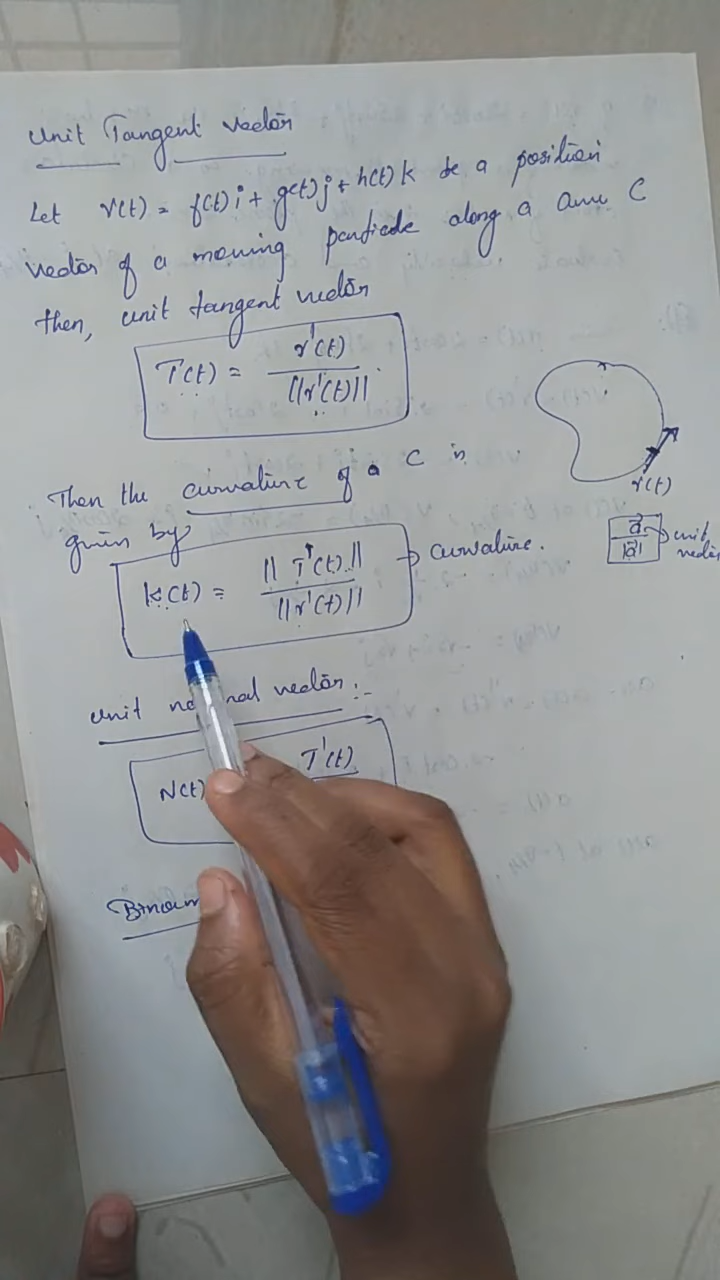 Unit Tangent Vector
Let r(t) = f(t)i + g(t)j + h(t)k be a position
vector of a moving particle along a curve C
then, unit tangent vector
T(t) = r'(t) / ||r'(t)||
r'(t)
Then the curvature of a C is
given by
k(t) = ||T'(t)|| / ||r'(t)|| → curvature.
a⃗ / |a⃗| → unit vector
Unit normal vector :-
N(t) T'(t)